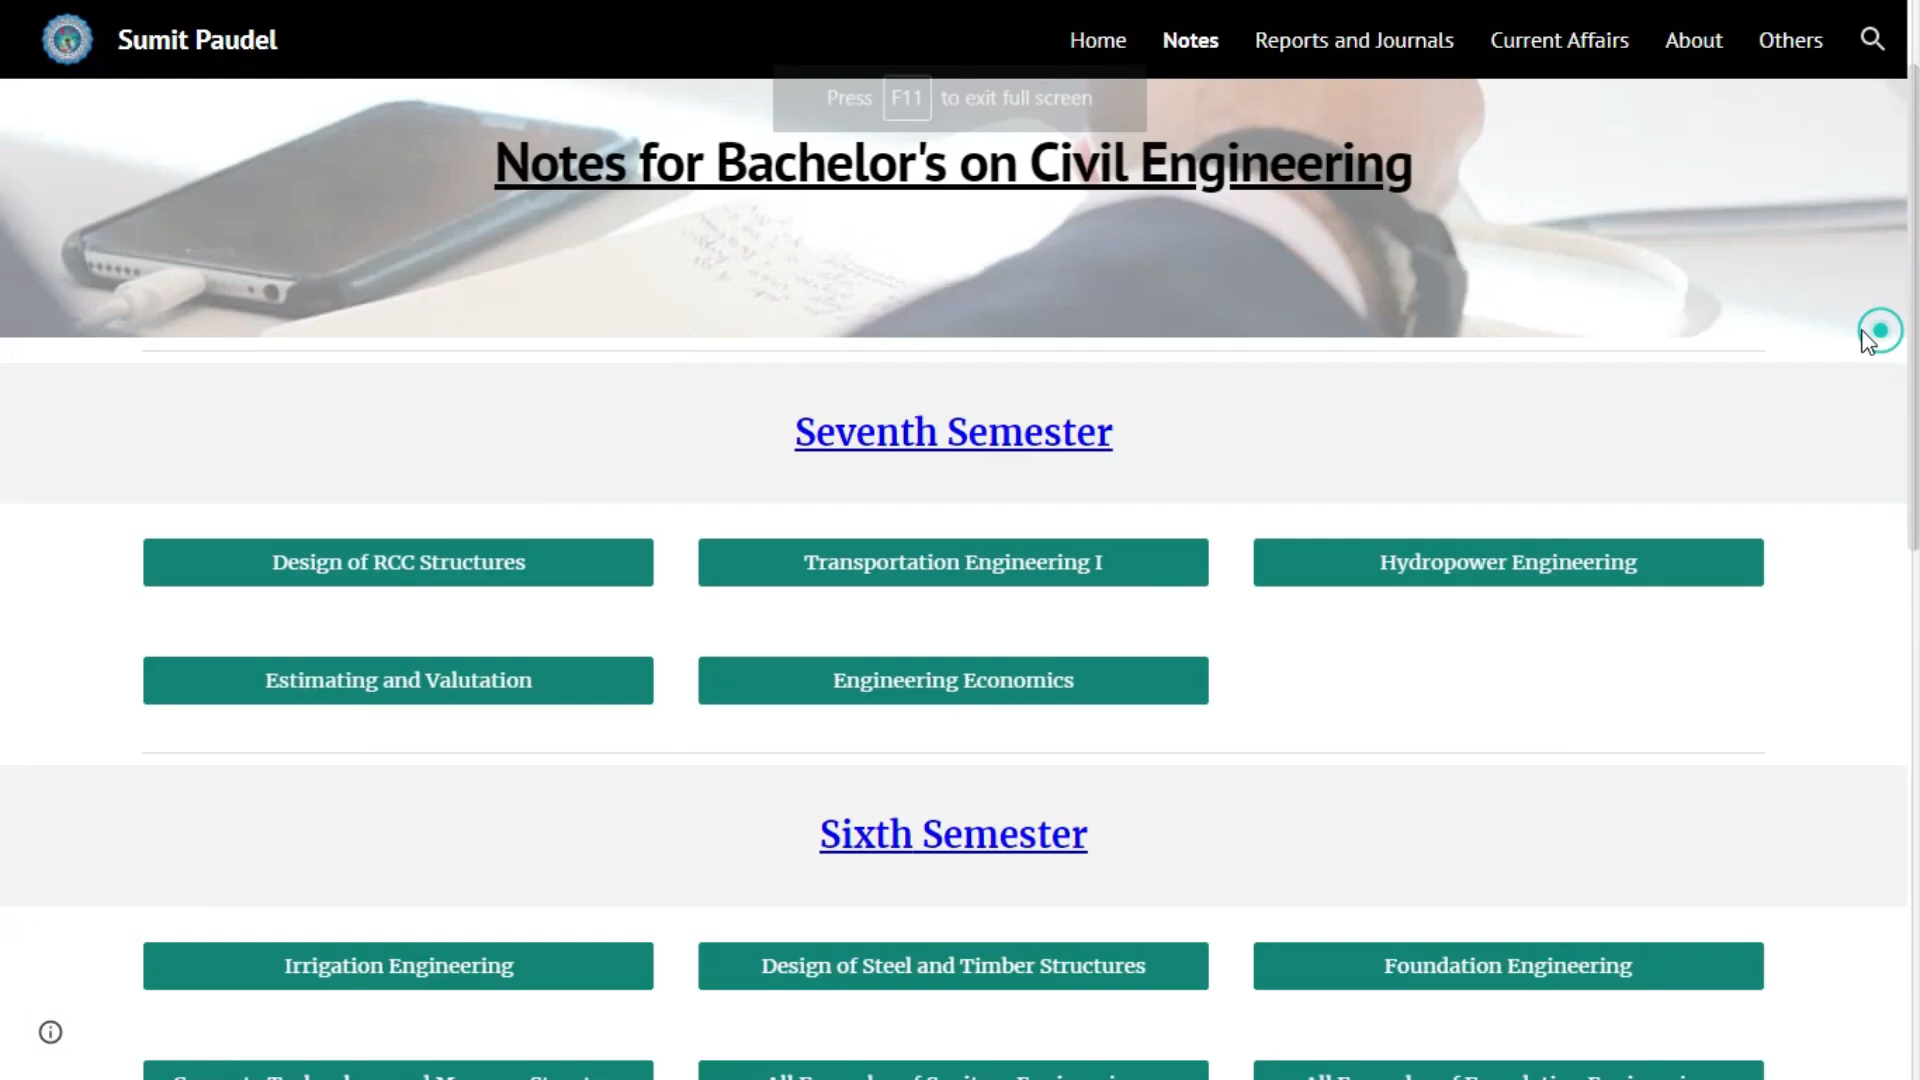 Sumit Paudel
Home Notes Reports and Journals Current Affairs About Others
Press F11 to exit full screen
Notes for Bachelor's on Civil Engineering
Seventh Semester
Design of RCC Structures
Transportation Engineering I
Hydropower Engineering
Estimating and Valutation
Engineering Economics
Sixth Semester
Irrigation Engineering
Design of Steel and Timber Structures
Foundation Engineering